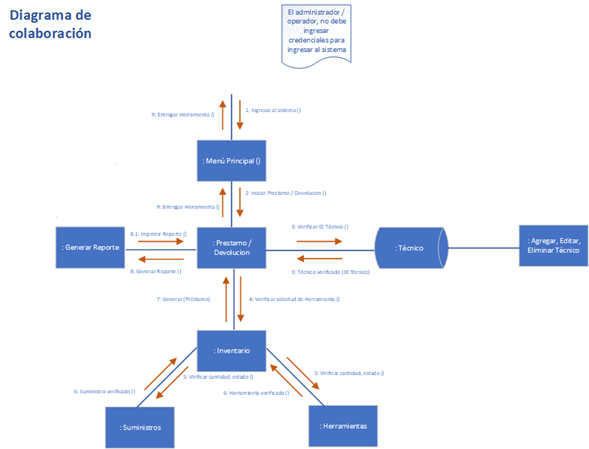 Diagrama de
colaboración
El administrador /
operador, no debe
ingresar
credenciales para
ingresar al sistema
9: Entregar Herramienta ()
1: Ingresar al sistema ()
: Menú Principal ()
9: Entregar Herramienta ()
2: Iniciar Prestamo / Devolucion ()
8.1: Imprimir Reporte ()
3: Verificar ID Técnico ()
: Generar Reporte
: Prestamo /
Devolucion
: Técnico
: Agregar, Editar,
Eliminar Técnico
8: Generar Reporte ()
3: Técnico verificado (ID Técnico)
7: Generar (Préstamo)
4: Verificar solicitud de Herramienta ()
: Inventario
5: Virificar cantidad, estado ()
5: Virificar cantidad, estado ()
6: Suministro verificado ()
6: Herramienta verificada ()
: Suministros
: Herramientas